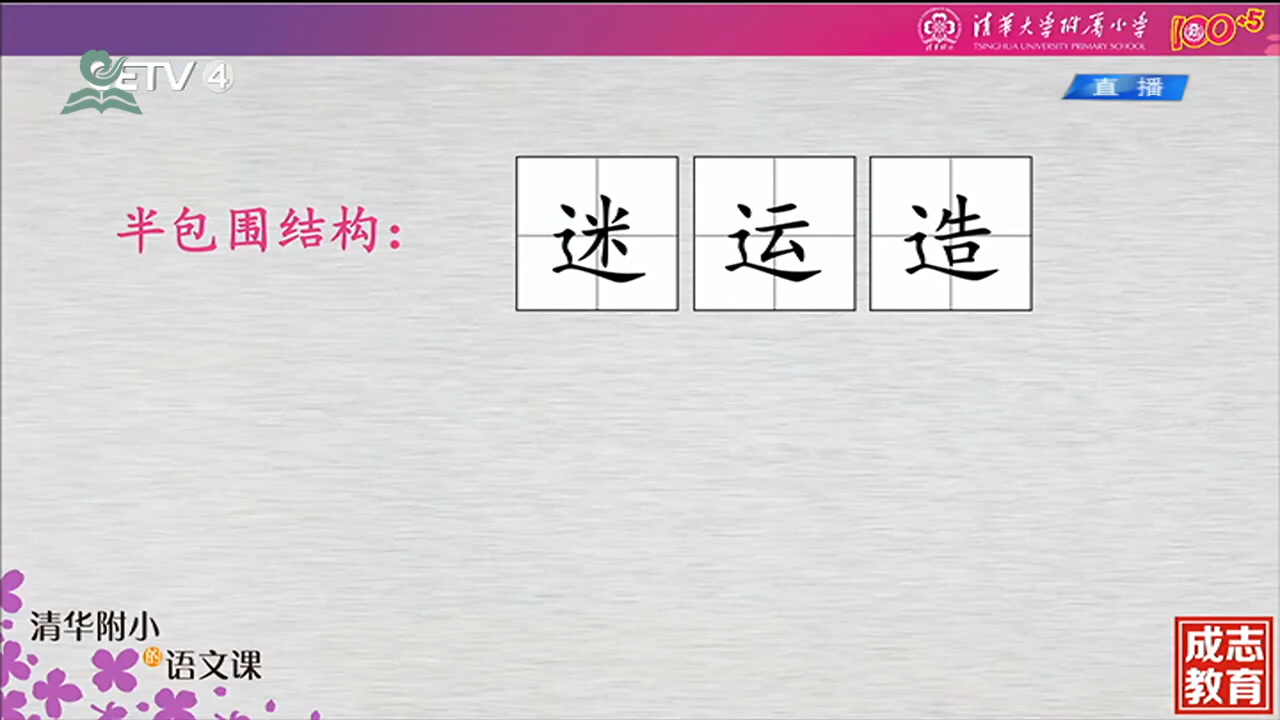 清华大学附属小学
TSINGHUA UNIVERSITY PRIMARY SCHOOL
100+5
CETV 4
直播
半包围结构：
迷 运 造
清华附小
的语文课
成志
教育